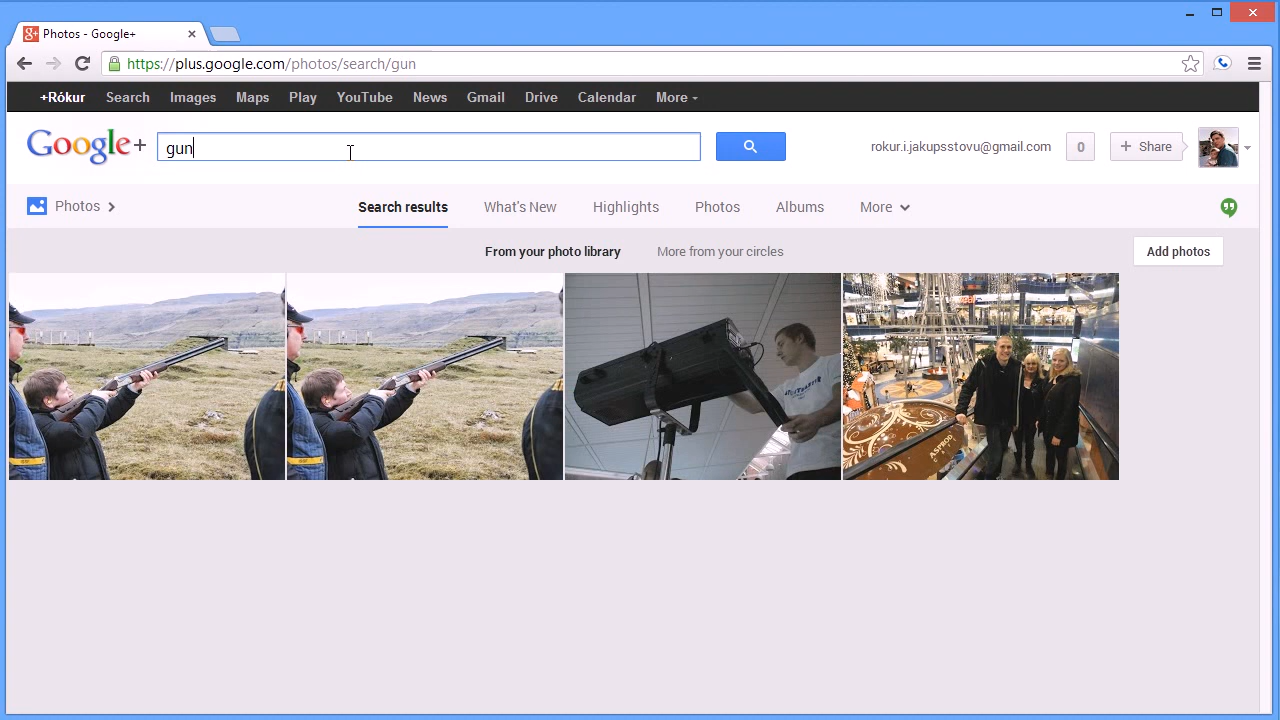 Photos - Google+
https://plus.google.com/photos/search/gun
+Rókur Search Images Maps Play YouTube News Gmail Drive Calendar More
Google+ gun rokur.i.jakupsstovu@gmail.com 0 + Share
Photos Search results What's New Highlights Photos Albums More
From your photo library More from your circles Add photos